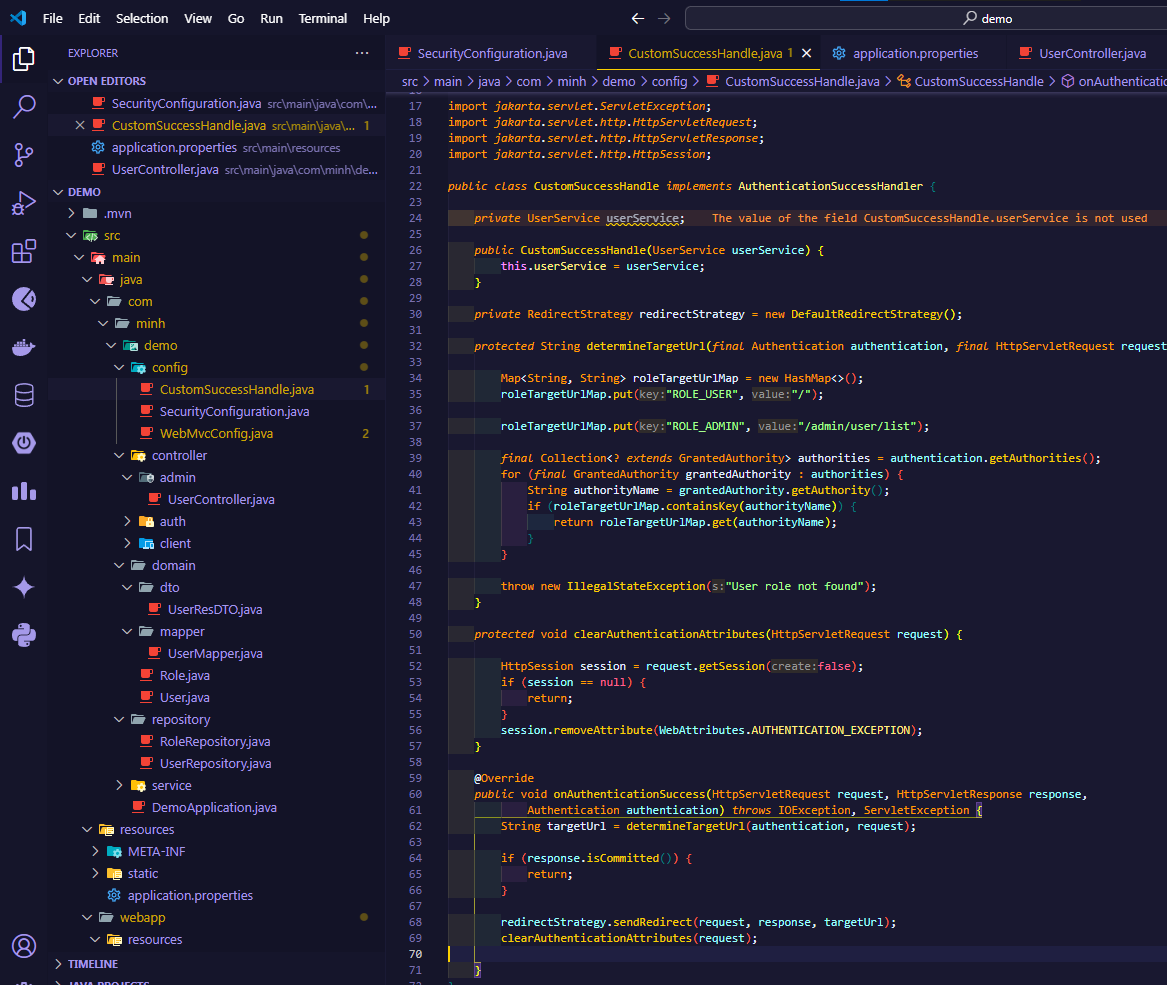 File Edit Selection View Go Run Terminal Help
demo
EXPLORER
OPEN EDITORS
SecurityConfiguration.java src\main\java\com\...
CustomSuccessHandle.java src\main\java\... 1
application.properties src\main\resources
UserController.java src\main\java\com\minh\de...
DEMO
.mvn
src
main
java
com
minh
demo
config
CustomSuccessHandle.java 1
SecurityConfiguration.java
WebMvcConfig.java 2
controller
admin
UserController.java
auth
client
domain
dto
UserResDTO.java
mapper
UserMapper.java
Role.java
User.java
repository
RoleRepository.java
UserRepository.java
service
DemoApplication.java
resources
META-INF
static
application.properties
webapp
resources
TIMELINE
JAVA PROJECTS
SecurityConfiguration.java CustomSuccessHandle.java 1 application.properties UserController.java
src > main > java > com > minh > demo > config > CustomSuccessHandle.java > CustomSuccessHandle > onAuthenticatio
17 import jakarta.servlet.ServletException;
18 import jakarta.servlet.http.HttpServletRequest;
19 import jakarta.servlet.http.HttpServletResponse;
20 import jakarta.servlet.http.HttpSession;
21
22 public class CustomSuccessHandle implements AuthenticationSuccessHandler {
23
24 private UserService userService; The value of the field CustomSuccessHandle.userService is not used
25
26 public CustomSuccessHandle(UserService userService) {
27 this.userService = userService;
28 }
29
30 private RedirectStrategy redirectStrategy = new DefaultRedirectStrategy();
31
32 protected String determineTargetUrl(final Authentication authentication, final HttpServletRequest request
33
34 Map<String, String> roleTargetUrlMap = new HashMap<>();
35 roleTargetUrlMap.put(key:"ROLE_USER", value:"/");
36
37 roleTargetUrlMap.put(key:"ROLE_ADMIN", value:"/admin/user/list");
38
39 final Collection<? extends GrantedAuthority> authorities = authentication.getAuthorities();
40 for (final GrantedAuthority grantedAuthority : authorities) {
41 String authorityName = grantedAuthority.getAuthority();
42 if (roleTargetUrlMap.containsKey(authorityName)) {
43 return roleTargetUrlMap.get(authorityName);
44 }
45 }
46
47 throw new IllegalStateException(s:"User role not found");
48 }
49
50 protected void clearAuthenticationAttributes(HttpServletRequest request) {
51
52 HttpSession session = request.getSession(create:false);
53 if (session == null) {
54 return;
55 }
56 session.removeAttribute(WebAttributes.AUTHENTICATION_EXCEPTION);
57 }
58
59 @Override
60 public void onAuthenticationSuccess(HttpServletRequest request, HttpServletResponse response,
61 Authentication authentication) throws IOException, ServletException {
62 String targetUrl = determineTargetUrl(authentication, request);
63
64 if (response.isCommitted()) {
65 return;
66 }
67
68 redirectStrategy.sendRedirect(request, response, targetUrl);
69 clearAuthenticationAttributes(request);
70
71 }